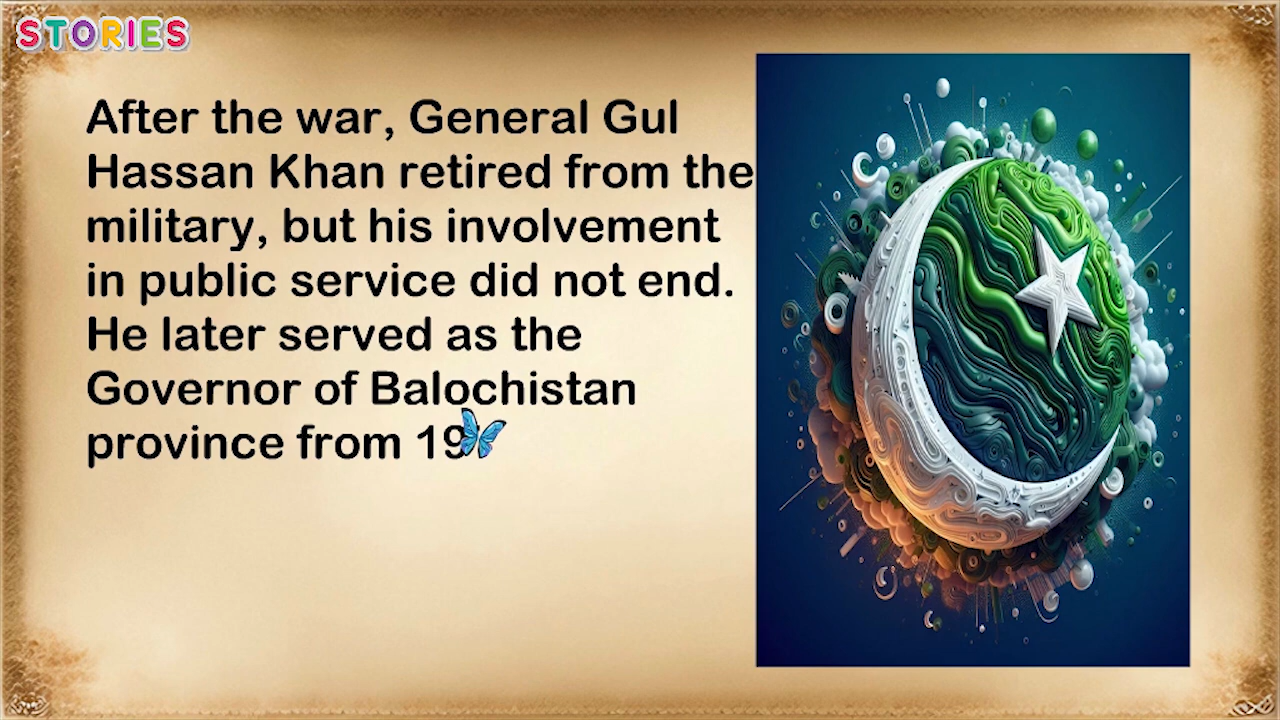 STORIES
After the war, General Gul
Hassan Khan retired from the
military, but his involvement
in public service did not end.
He later served as the
Governor of Balochistan
province from 19